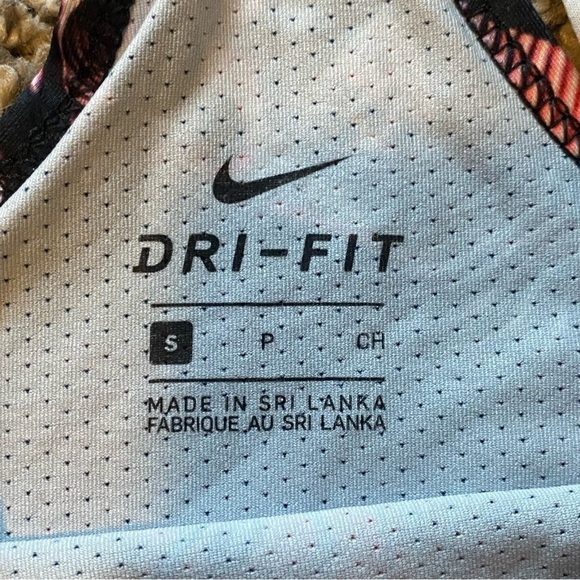 DRI-FIT
S P CH
MADE IN SRI LANKA
FABRIQUE AU SRI LANKA